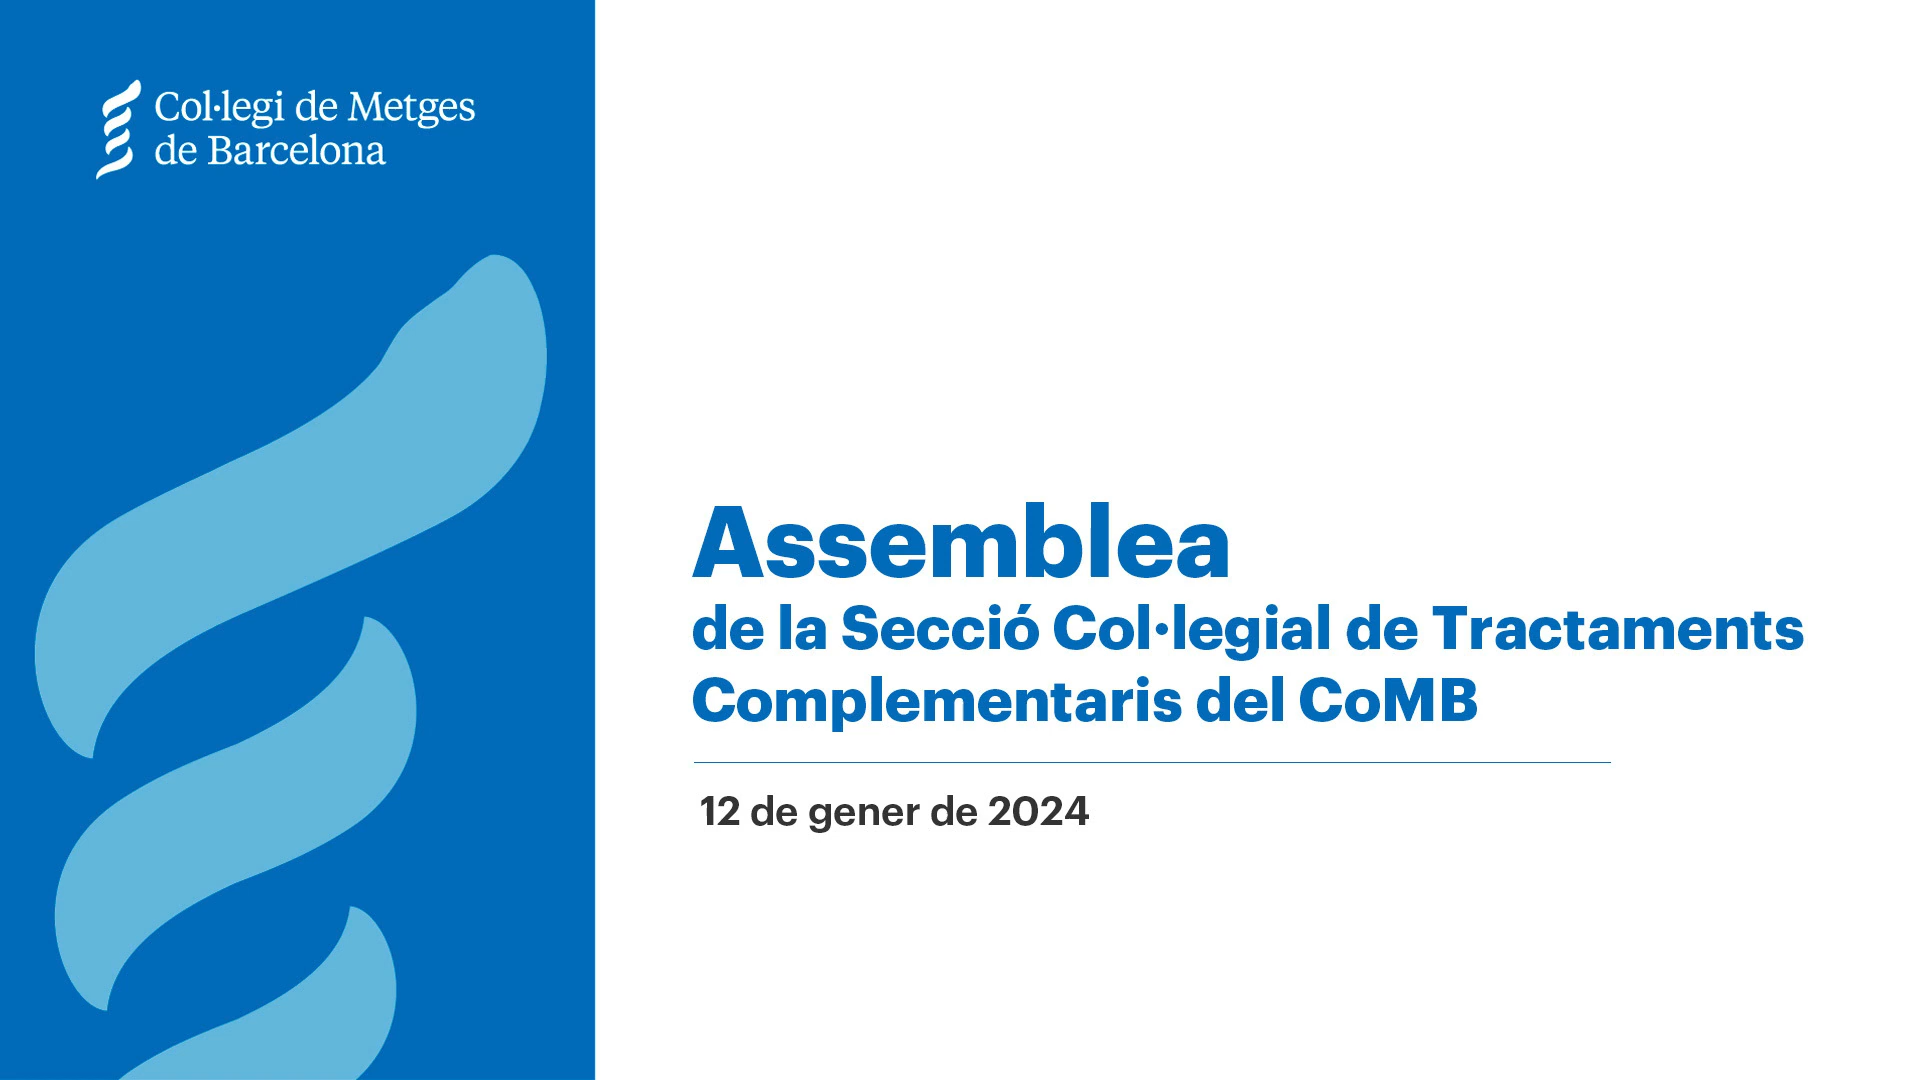 Col·legi de Metges
de Barcelona
Assemblea
de la Secció Col·legial de Tractaments
Complementaris del CoMB
12 de gener de 2024